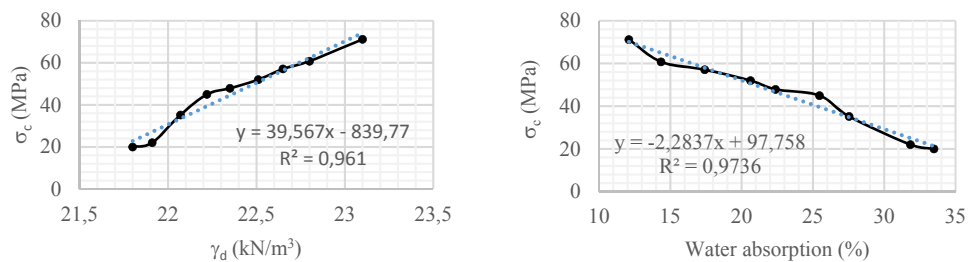 80
60
40
20
0
σc (MPa)
y = 39,567x - 839,77
R² = 0,961
21,5 22 22,5 23 23,5
γd (kN/m³)
80
60
40
20
0
σc (MPa)
y = -2,2837x + 97,758
R² = 0,9736
10 15 20 25 30 35
Water absorption (%)